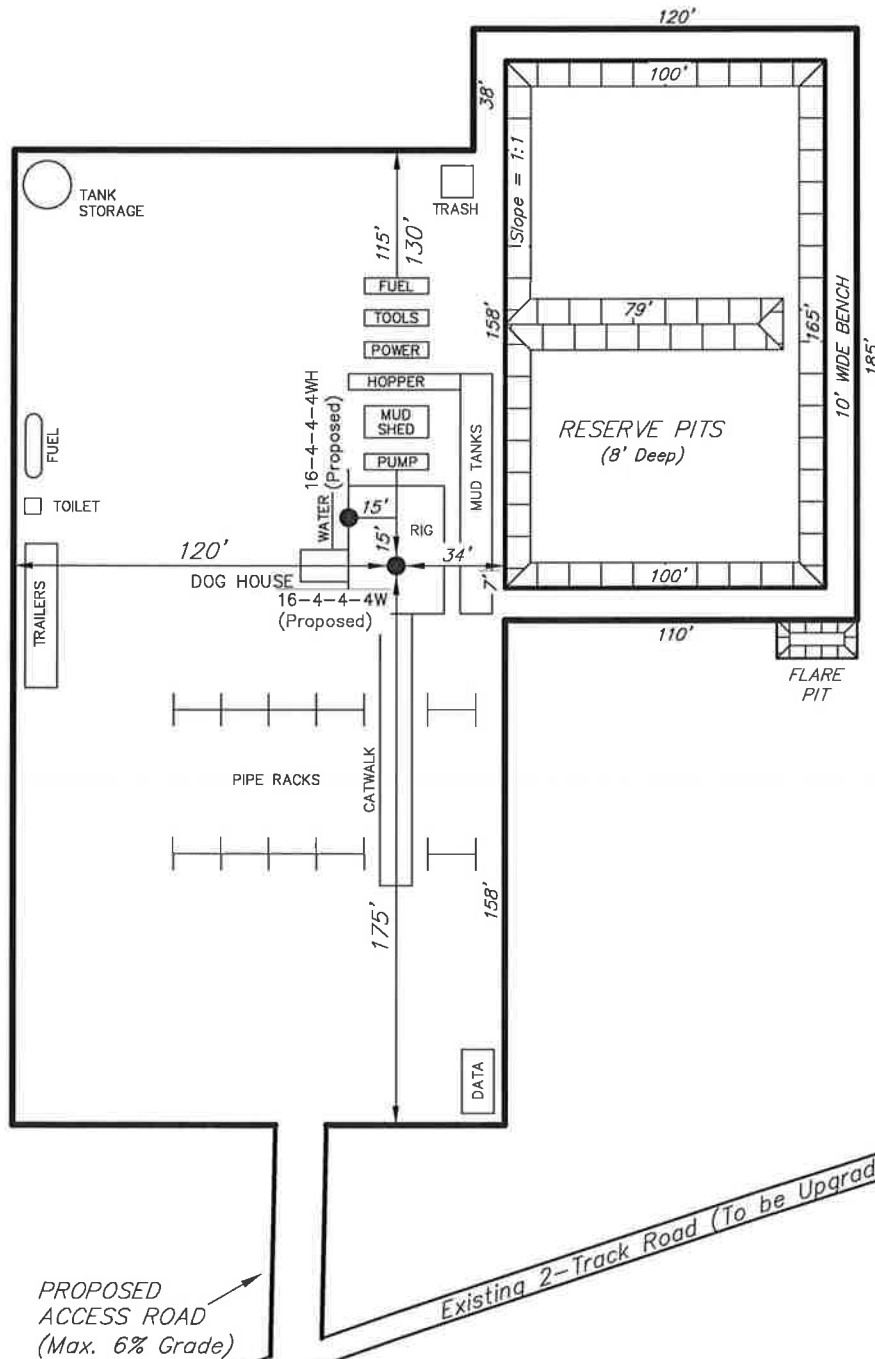 120'
100'
38'
Slope = 1:1
TANK
STORAGE
TRASH
115'
130'
FUEL
TOOLS
POWER
HOPPER
MUD
SHED
PUMP
MUD TANKS
79'
158'
165'
10' WIDE BENCH
185'
RESERVE PITS
(8' Deep)
FUEL
TOILET
16-4-4-4WH
(Proposed)
WATER
15'
RIG
15'
120'
34'
DOG HOUSE
7'
100'
16-4-4-4W
(Proposed)
TRAILERS
110'
FLARE
PIT
PIPE RACKS
CATWALK
158'
175'
DATA
Existing 2-Track Road (To be Upgrad
PROPOSED
ACCESS ROAD
(Max. 6% Grade)